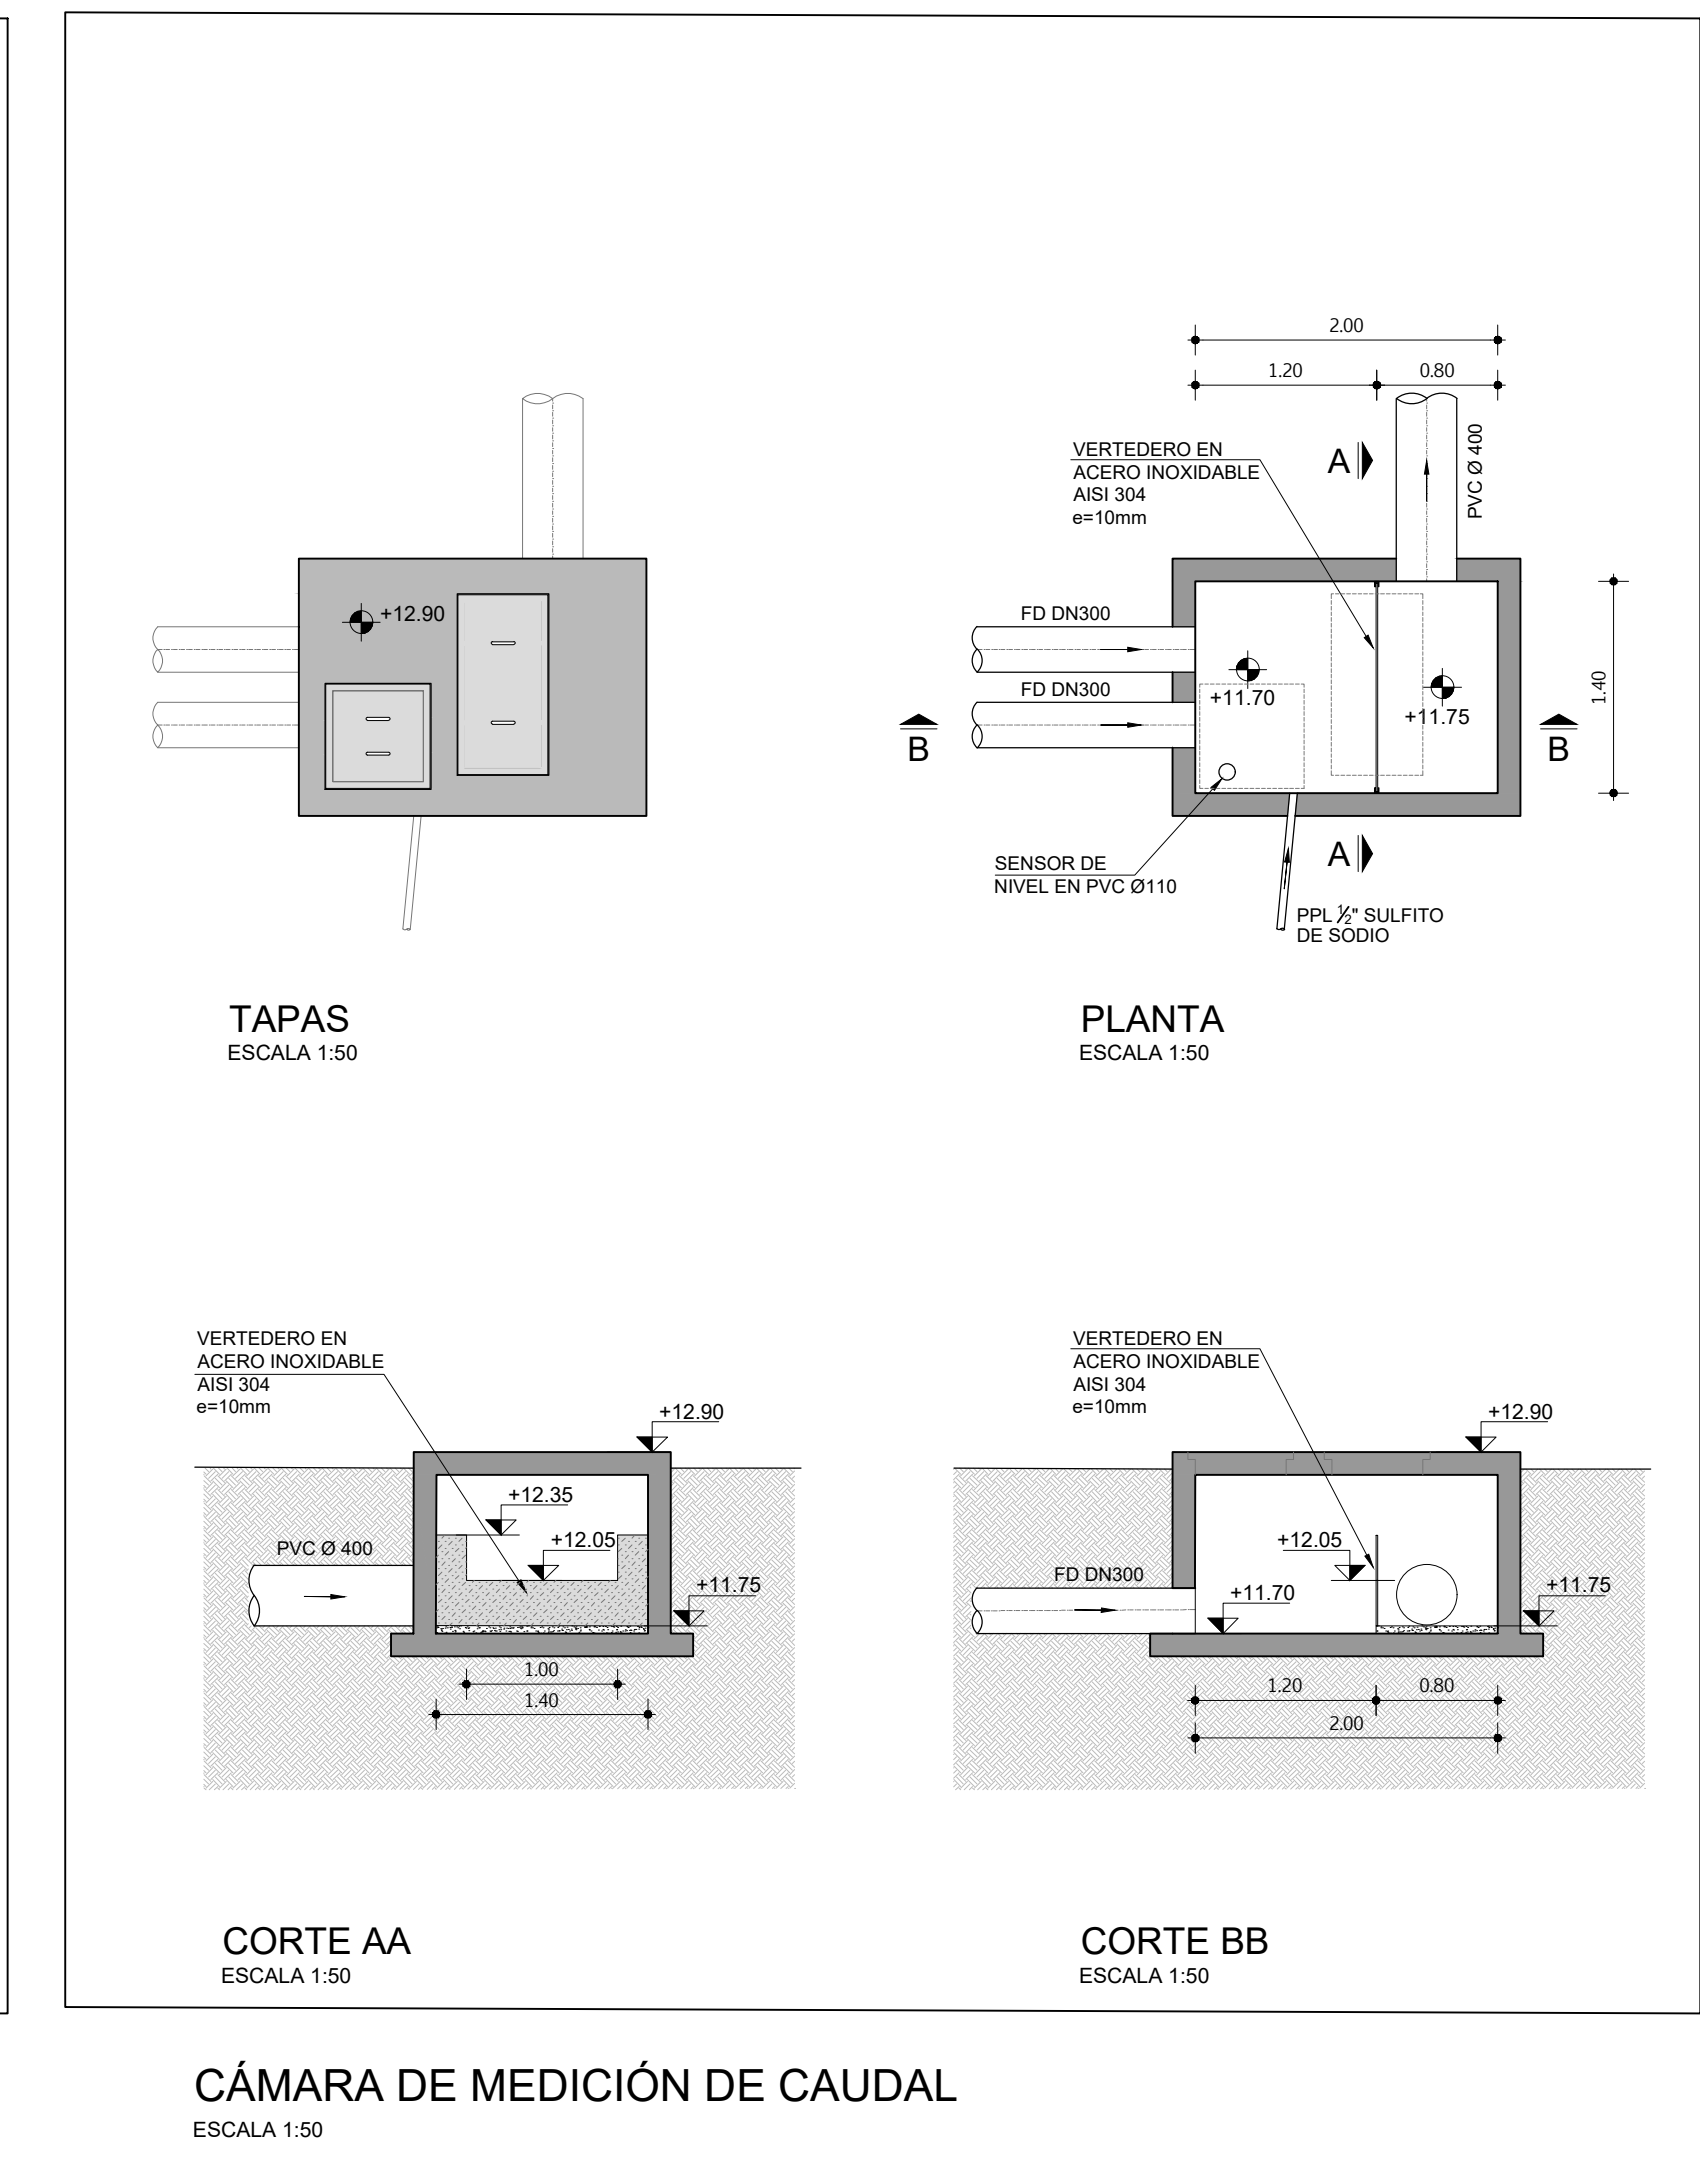 2.00
1.20
0.80
VERTEDERO EN
ACERO INOXIDABLE
AISI 304
e=10mm
A
PVC Ø 400
+12.90
FD DN300
FD DN300
+11.70
+11.75
1.40
B
B
SENSOR DE
NIVEL EN PVC Ø110
A
PPL ½" SULFITO
DE SODIO
TAPAS
ESCALA 1:50
PLANTA
ESCALA 1:50
VERTEDERO EN
ACERO INOXIDABLE
AISI 304
e=10mm
+12.90
+12.35
+12.05
PVC Ø 400
+11.75
1.00
1.40
VERTEDERO EN
ACERO INOXIDABLE
AISI 304
e=10mm
+12.90
+12.05
FD DN300
+11.70
+11.75
1.20
0.80
2.00
CORTE AA
ESCALA 1:50
CORTE BB
ESCALA 1:50
CÁMARA DE MEDICIÓN DE CAUDAL
ESCALA 1:50